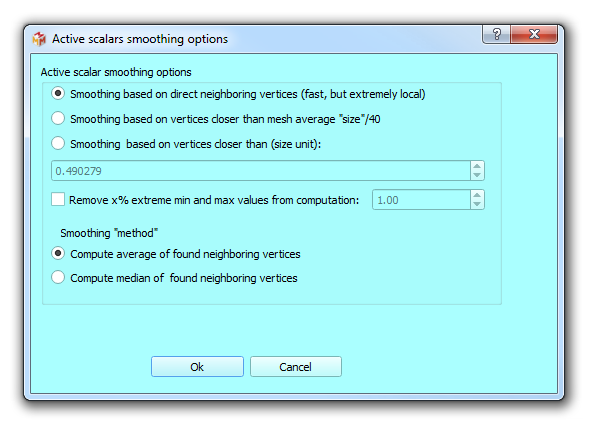 Active scalars smoothing options
?
Active scalar smoothing options
Smoothing based on direct neighboring vertices (fast, but extremely local)
Smoothing based on vertices closer than mesh average "size"/40
Smoothing based on vertices closer than (size unit):
0.490279
Remove x% extreme min and max values from computation: 1.00
Smoothing "method"
Compute average of found neighboring vertices
Compute median of found neighboring vertices
Ok Cancel